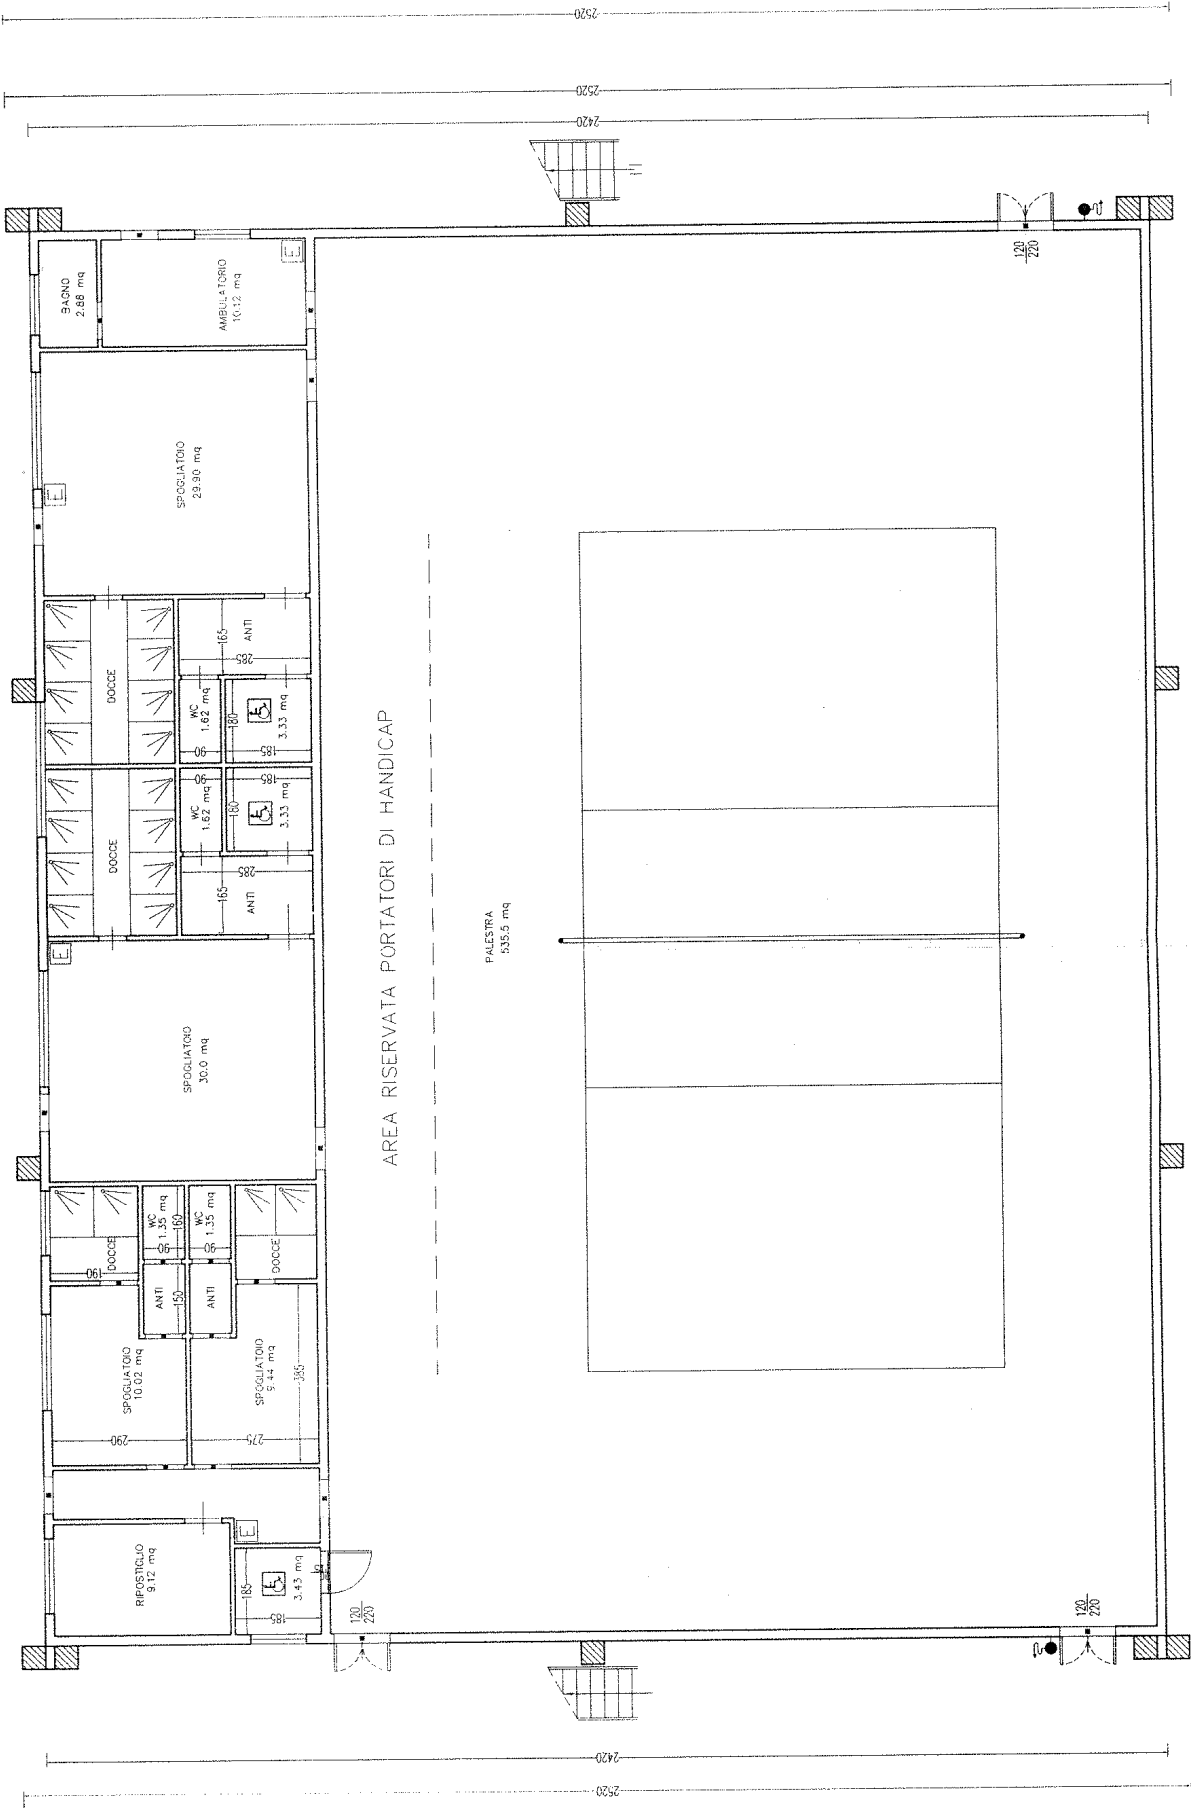 2520
2520
2420
120
220
BAGNO
2.88 mq
AMBULATORIO
10.12 mq
E
SPOGLIATOIO
29.90 mq
E
DOCCE
165
ANTI
285
WC
1.62 mq
90
180
3.33 mq
185
DOCCE
WC
1.62 mq
90
180
3.33 mq
185
165
ANTI
285
AREA RISERVATA PORTATORI DI HANDICAP
PALESTRA
535.5 mq
E
SPOGLIATOIO
30.0 mq
DOCCE
190
WC
1.35 mq
160
90
WC
1.35 mq
90
DOCCE
ANTI
150
ANTI
SPOGLIATOIO
10.02 mq
290
SPOGLIATOIO
9.44 mq
385
275
E
RIPOSTIGLIO
9.12 mq
185
3.43 mq
185
120
220
120
220
2420
2520